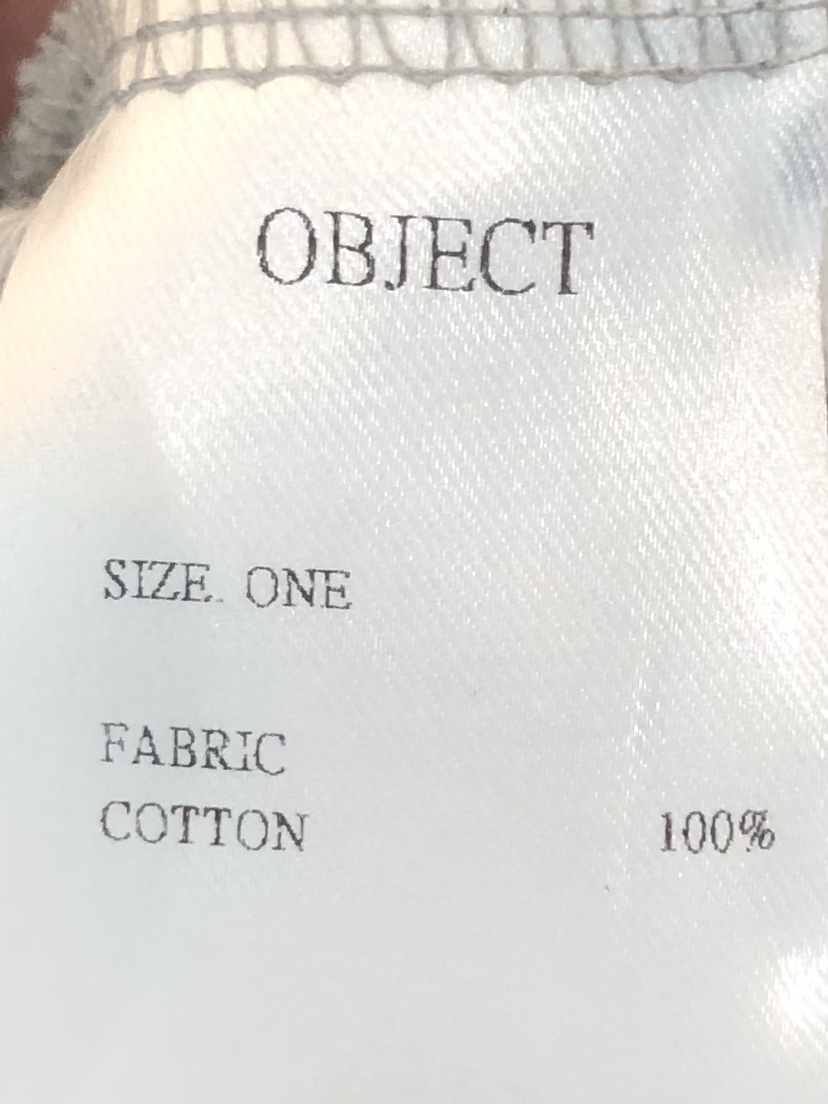 OBJECT
SIZE. ONE
FABRIC
COTTON 100%